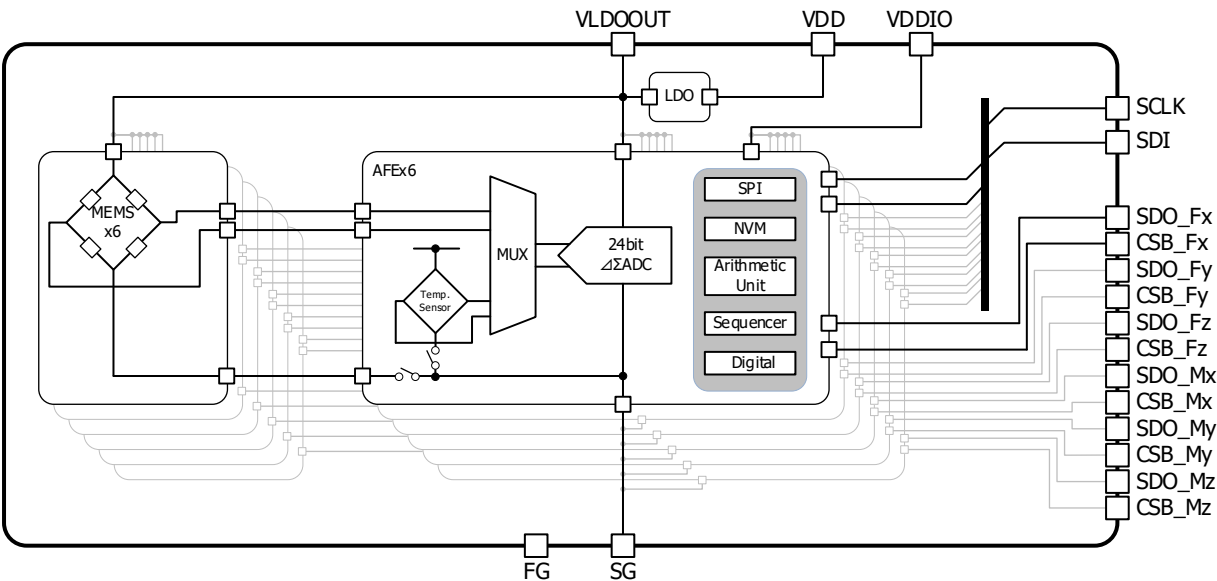 VLDOOUT
VDD
VDDIO
LDO
SCLK
SDI
AFEx6
MEMS
x6
SPI
NVM
MUX
24bit
⊿ΣADC
Arithmetic
Unit
Temp.
Sensor
Sequencer
Digital
SDO_Fx
CSB_Fx
SDO_Fy
CSB_Fy
SDO_Fz
CSB_Fz
SDO_Mx
CSB_Mx
SDO_My
CSB_My
SDO_Mz
CSB_Mz
FG
SG